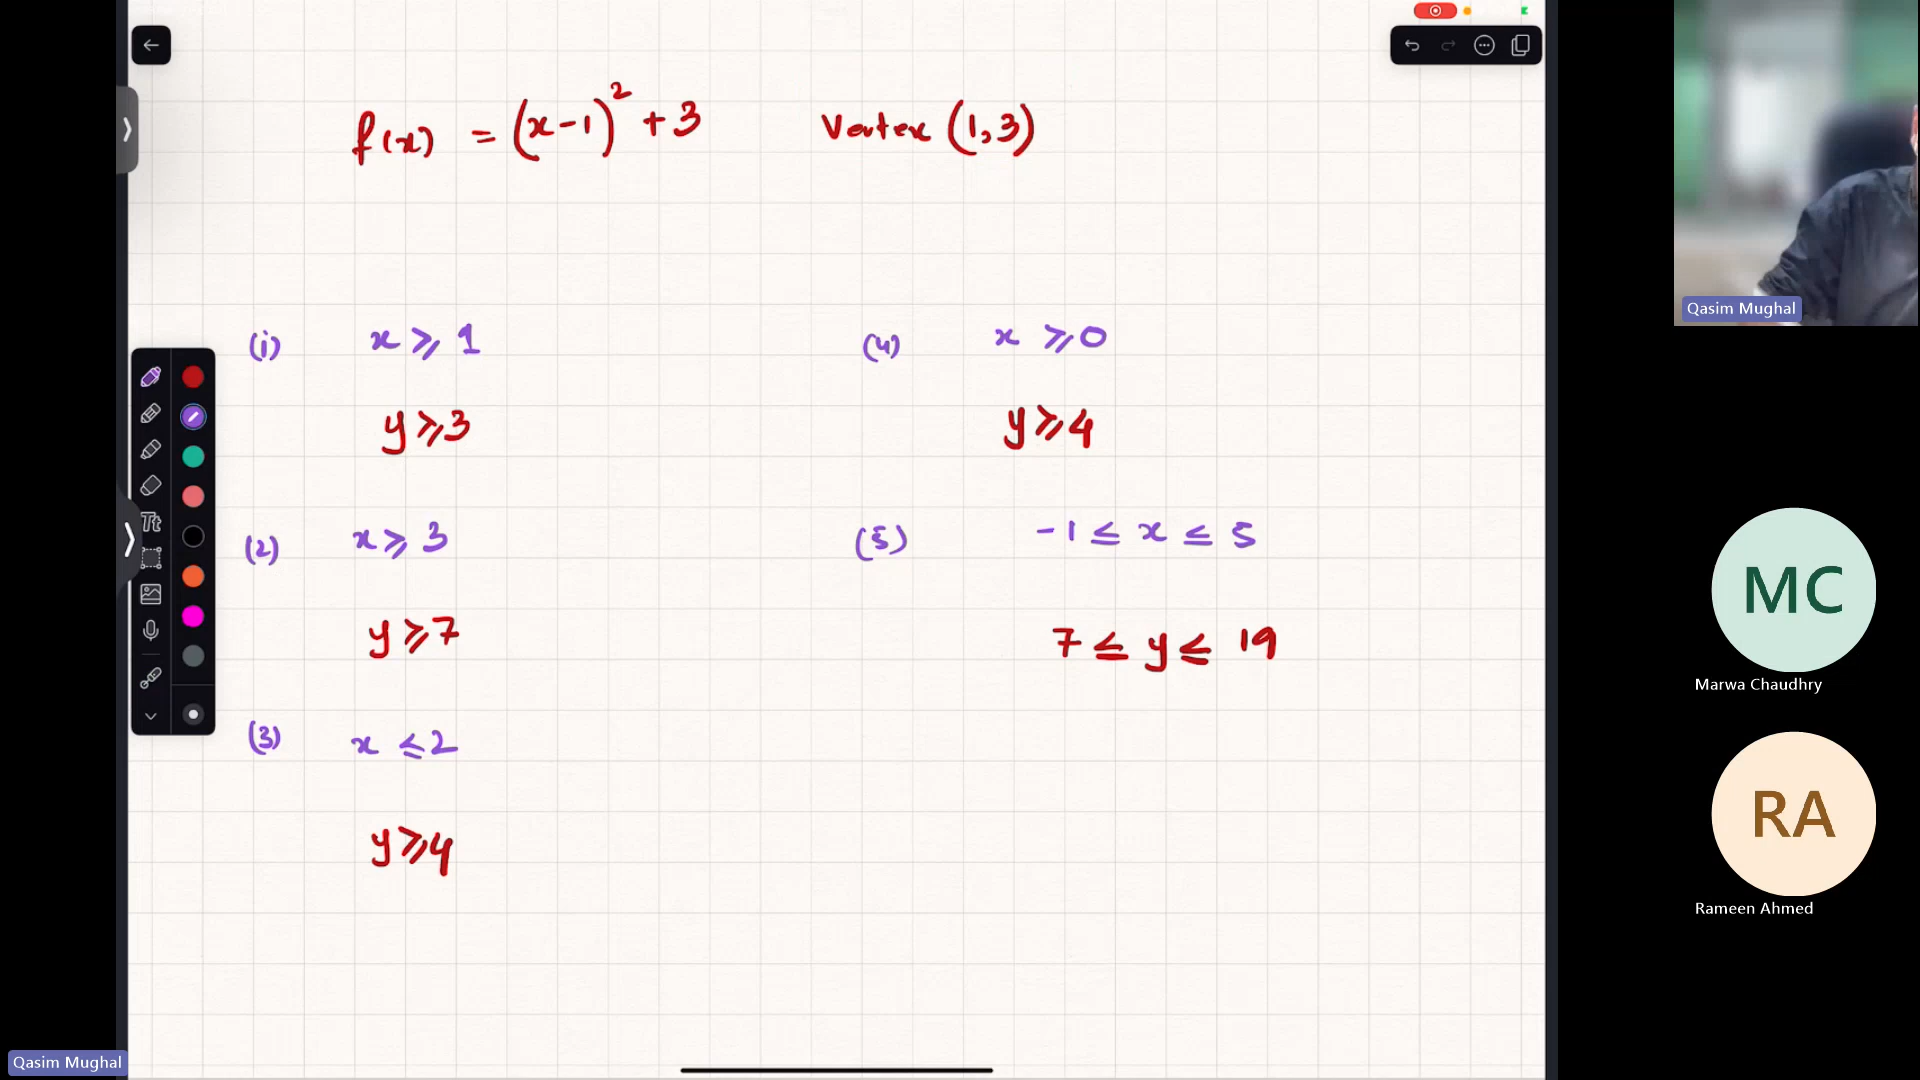 f(x) = (x-1)² + 3
Vertex (1,3)
(1) x ⩾ 1
y ⩾ 3
(2) x ⩾ 3
y ⩾ 7
(3) x ≤ 2
y ⩾ 4
(4) x ⩾ 0
y ⩾ 4
(5) -1 ≤ x ≤ 5
7 ≤ y ≤ 19
Tt
Qasim Mughal
MC
Marwa Chaudhry
RA
Rameen Ahmed
Qasim Mughal